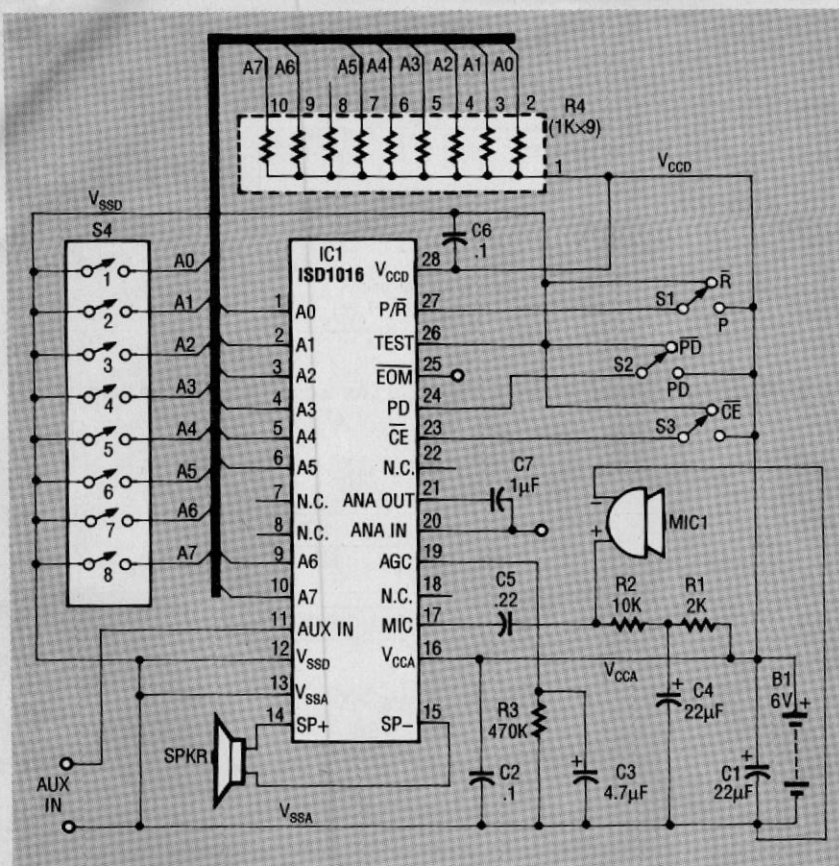 A7 A6 A5 A4 A3 A2 A1 A0
10 9 8 7 6 5 4 3 2
R4
(1K×9)
1
VCCD
VSSD
S4
1 A0
2 A1
3 A2
4 A3
5 A4
6 A5
7 A6
8 A7
IC1
ISD1016
C6
.1
1 A0
2 A1
3 A2
4 A3
5 A4
6 A5
7 N.C.
8 N.C.
9 A6
10 A7
11 AUX IN
12 VSSD
13 VSSA
14 SP+
VCCD 28
P/R̅ 27
TEST 26
E̅O̅M̅ 25
PD 24
C̅E̅ 23
N.C. 22
ANA OUT 21
ANA IN 20
AGC 19
N.C. 18
MIC 17
VCCA 16
SP− 15
S1 R̅
P
S2 P̅D̅
PD
S3 C̅E̅
C7
1µF
− MIC1
+
C5
.22
R2
10K
R1
2K
VCCA
R3
470K
C2
.1
+ C3
4.7µF
+ C4
22µF
B1
6V +
+ C1
22µF
SPKR
AUX
IN
VSSA